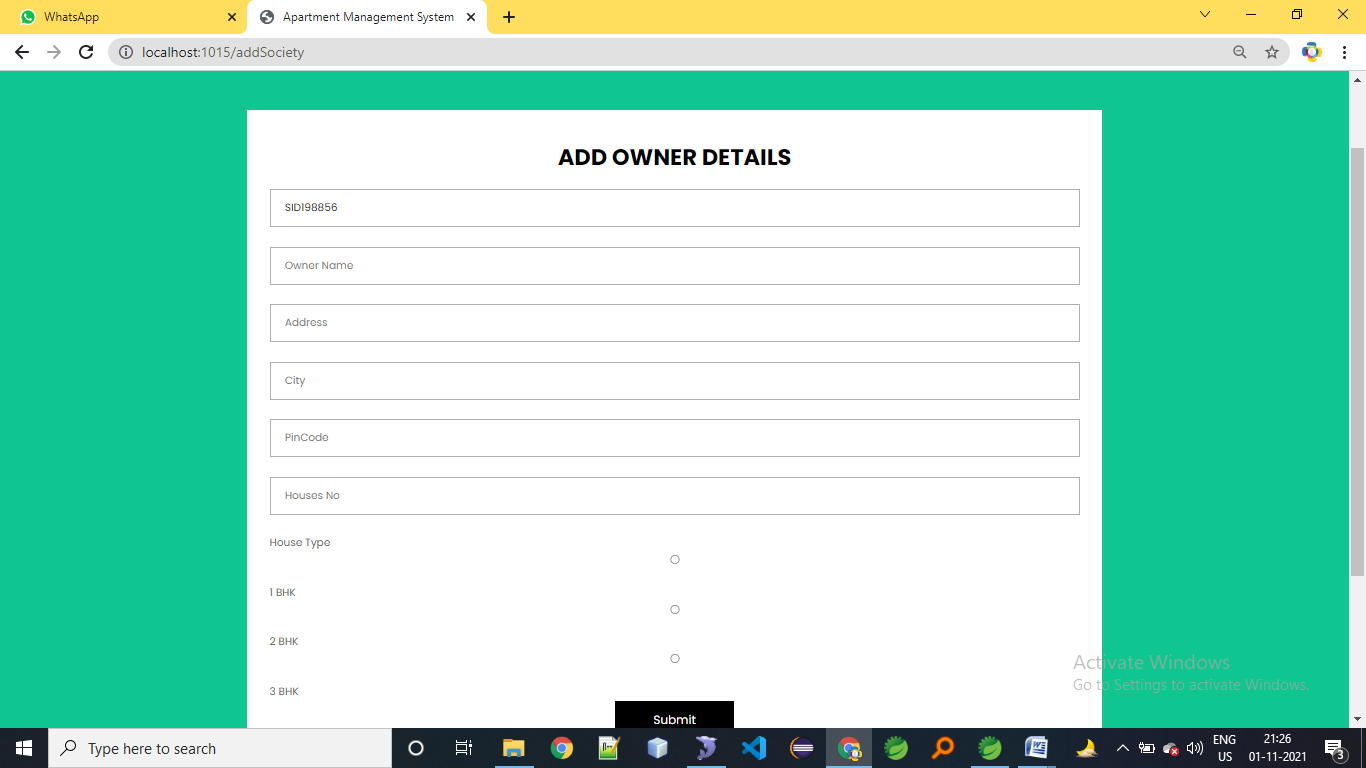 WhatsApp
Apartment Management System
localhost:1015/addSociety
ADD OWNER DETAILS
SID198856
Owner Name
Address
City
PinCode
Houses No
House Type
1 BHK
2 BHK
3 BHK
Submit
Activate Windows
Go to Settings to activate Windows.
Type here to search
ENG
US
21:26
01-11-2021
3